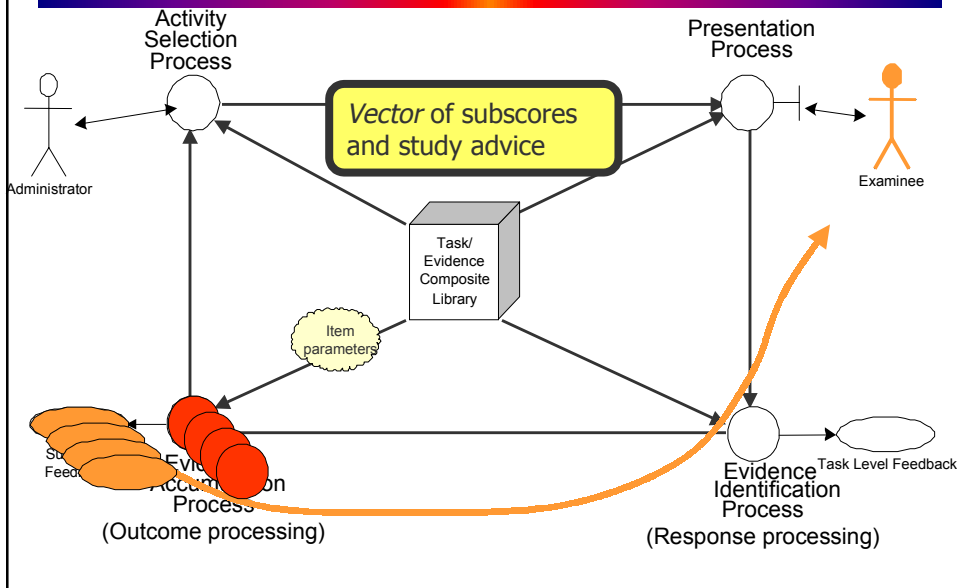 Activity
Selection
Process
Presentation
Process
Vector of subscores
and study advice
Administrator
Examinee
Task/
Evidence
Composite
Library
Item
parameters
Task Level Feedback
Evidence
Identification
Process
(Response processing)
Process
(Outcome processing)